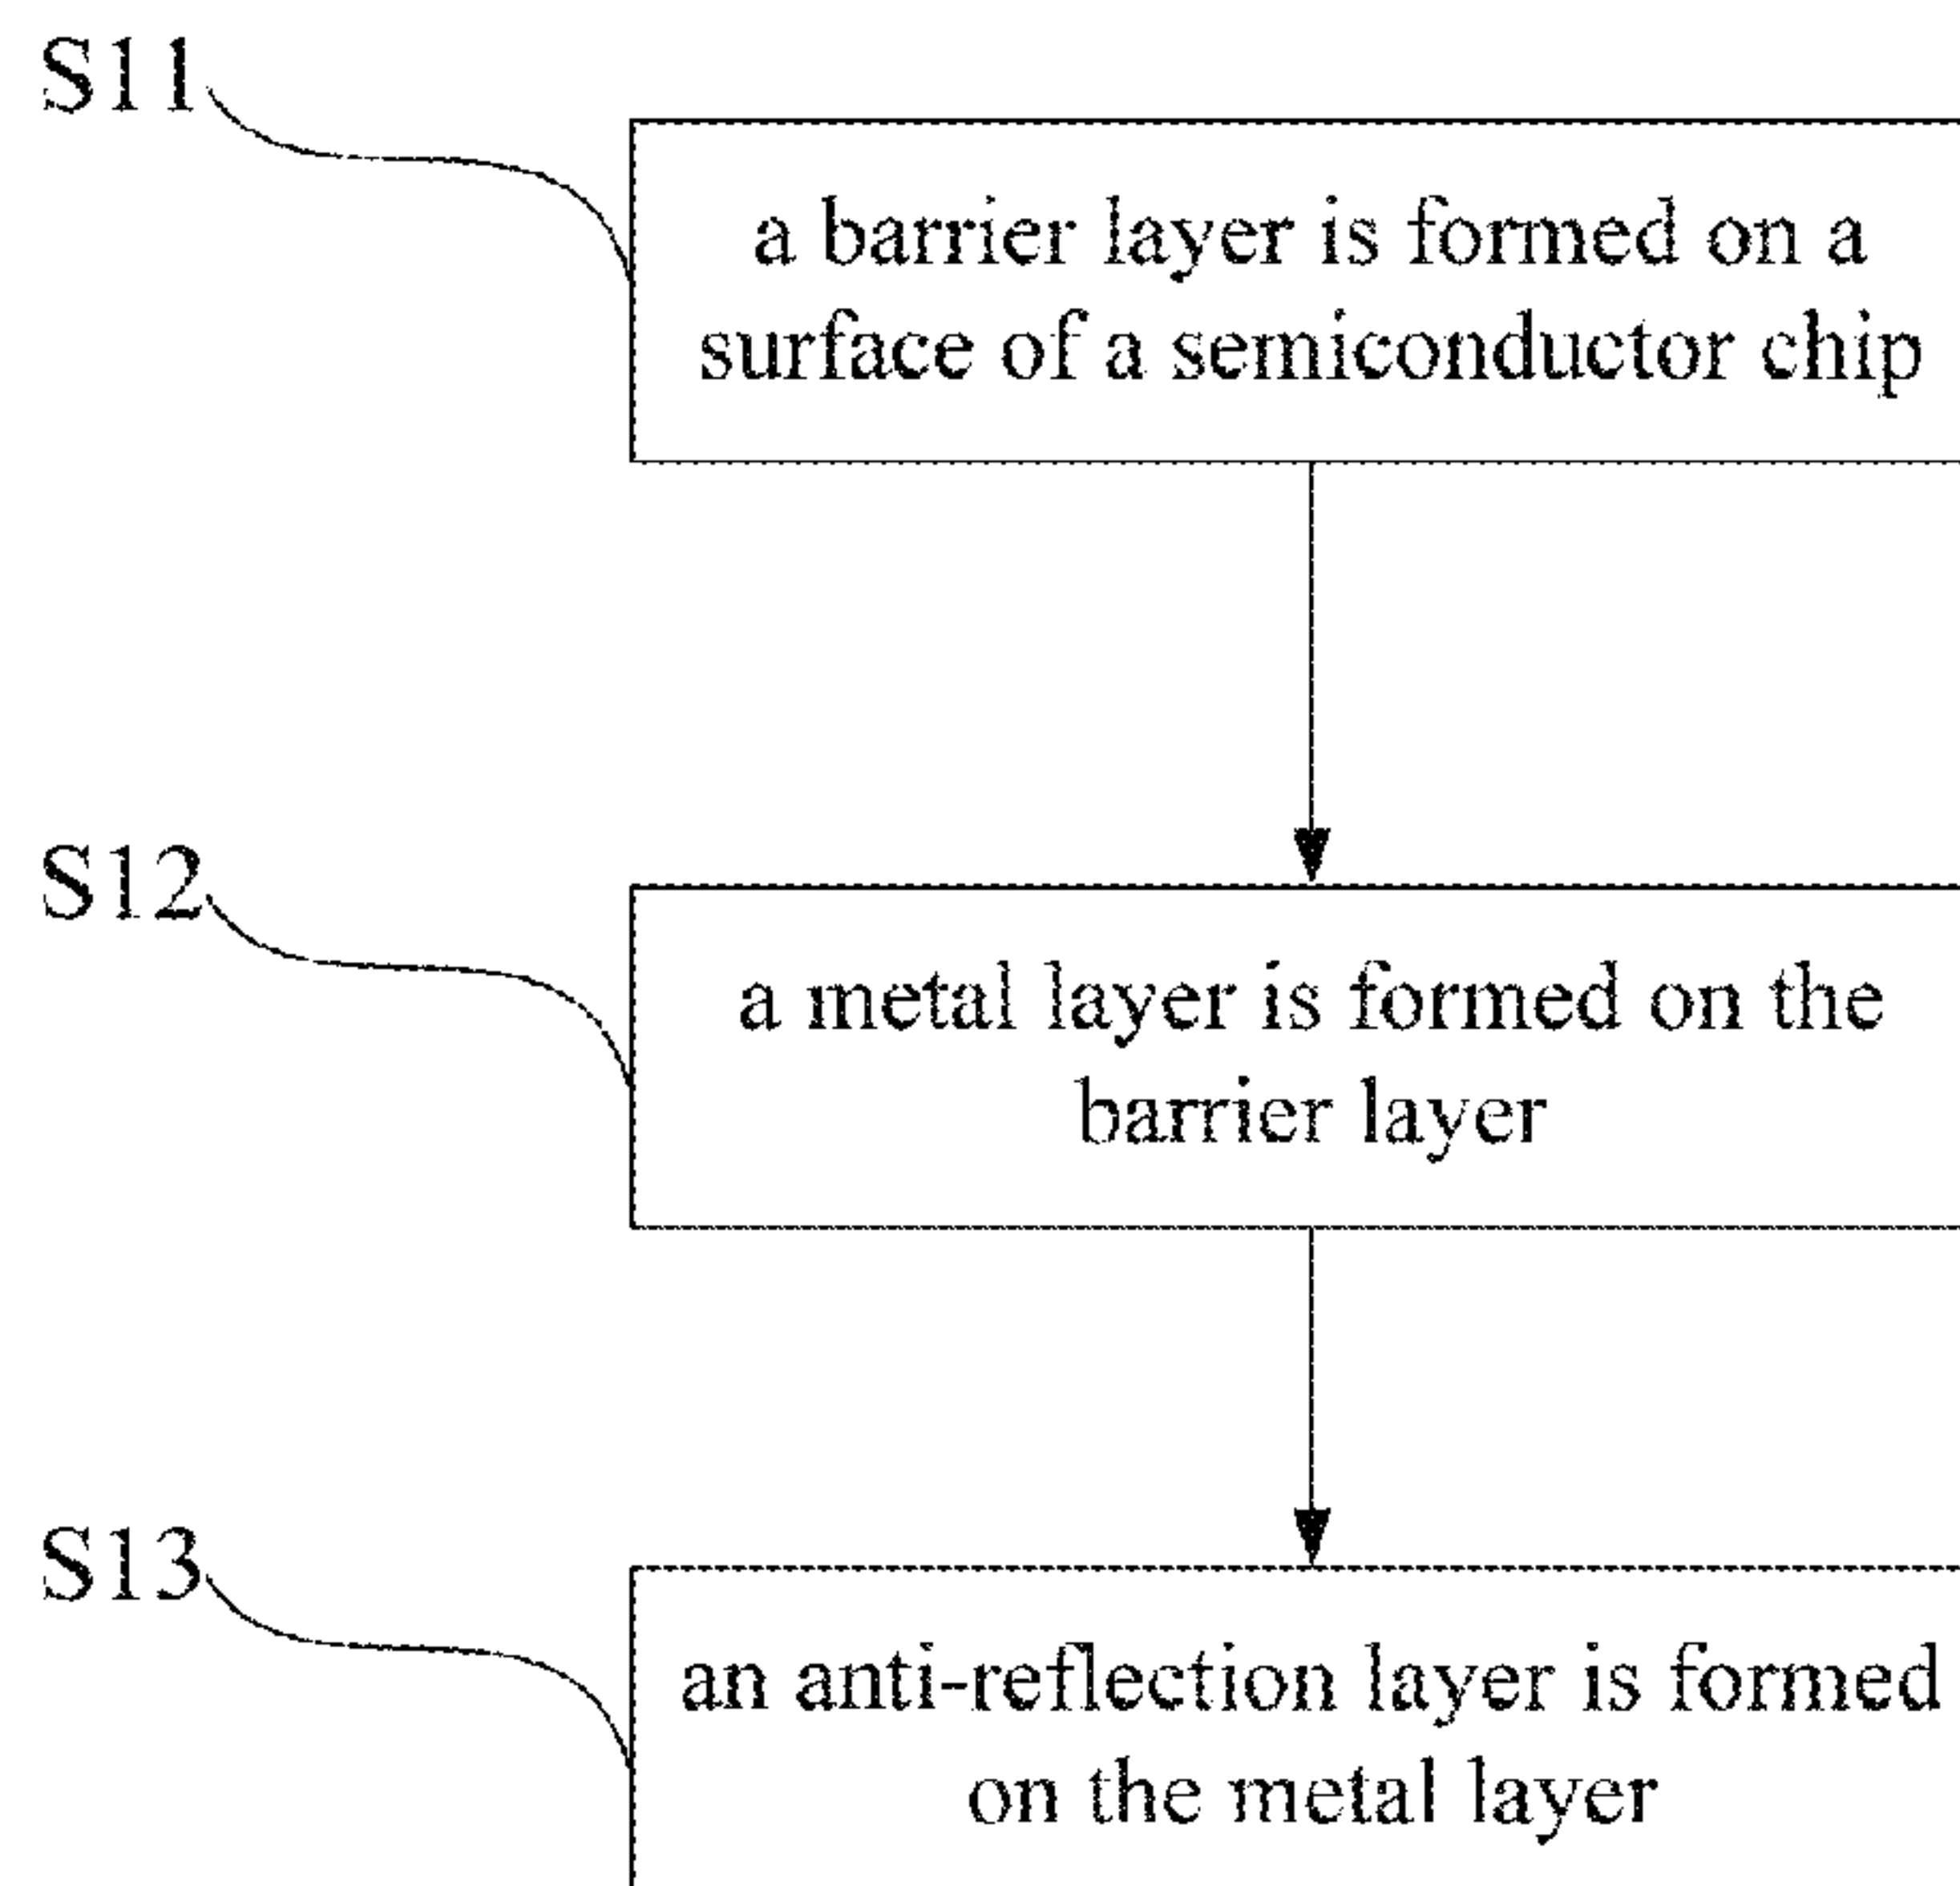 S11
a barrier layer is formed on a
surface of a semiconductor chip
S12
a metal layer is formed on the
barrier layer
S13
an anti-reflection layer is formed
on the metal layer